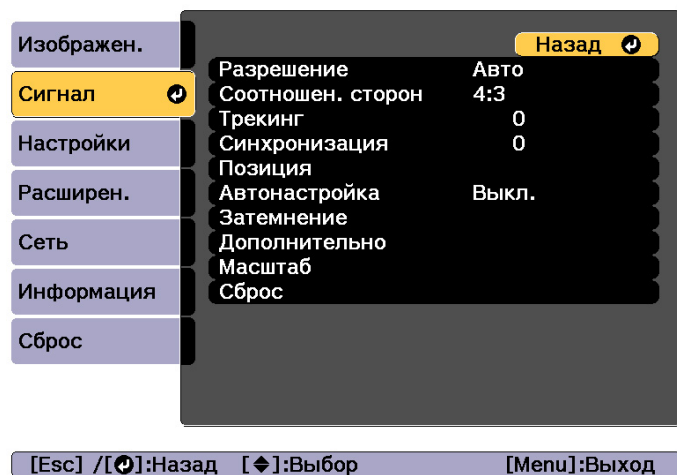 Изображен.
Сигнал
Настройки
Расширен.
Сеть
Информация
Сброс
Назад
Разрешение Авто
Соотношен. сторон 4:3
Трекинг 0
Синхронизация 0
Позиция
Автонастройка Выкл.
Затемнение
Дополнительно
Масштаб
Сброс
[Esc] /[⏎]:Назад [◆]:Выбор [Menu]:Выход